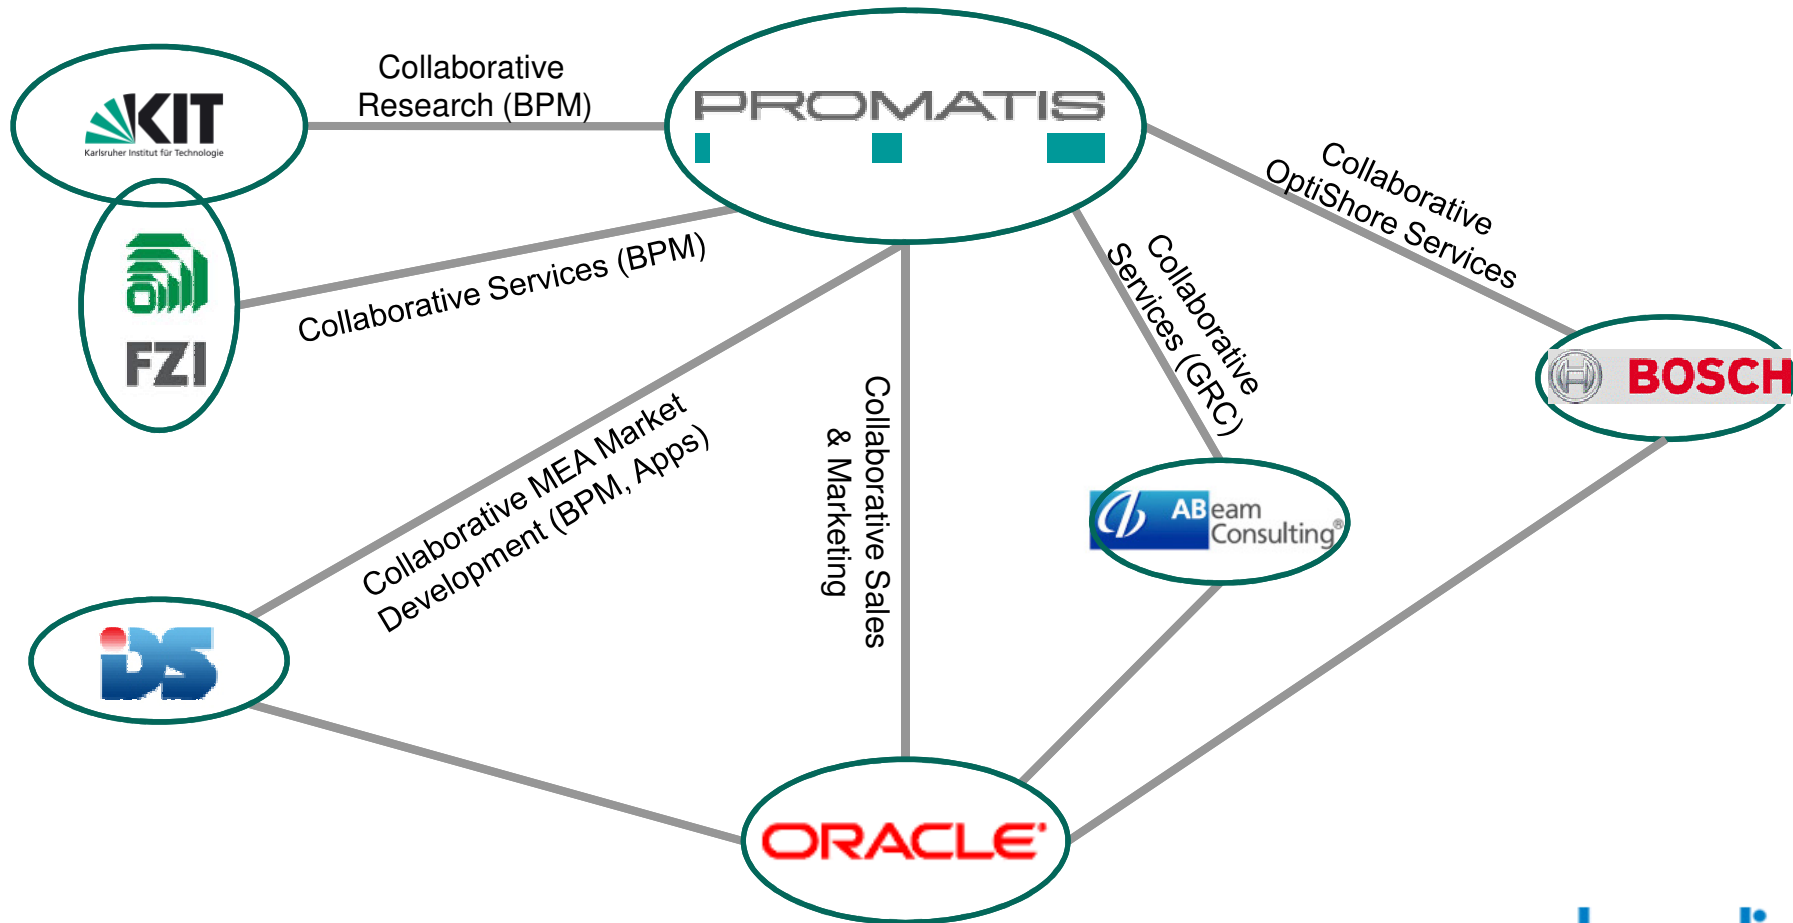 Collaborative
Research (BPM)
KIT
Karlsruher Institut für Technologie
PROMATIS
Collaborative
OptiShore Services
Collaborative Services (BPM)
FZI
Collaborative
Services (GRC)
BOSCH
Collaborative MEA Market
Development (BPM, Apps)
Collaborative Sales
& Marketing
ABeam
Consulting®
iDS
ORACLE